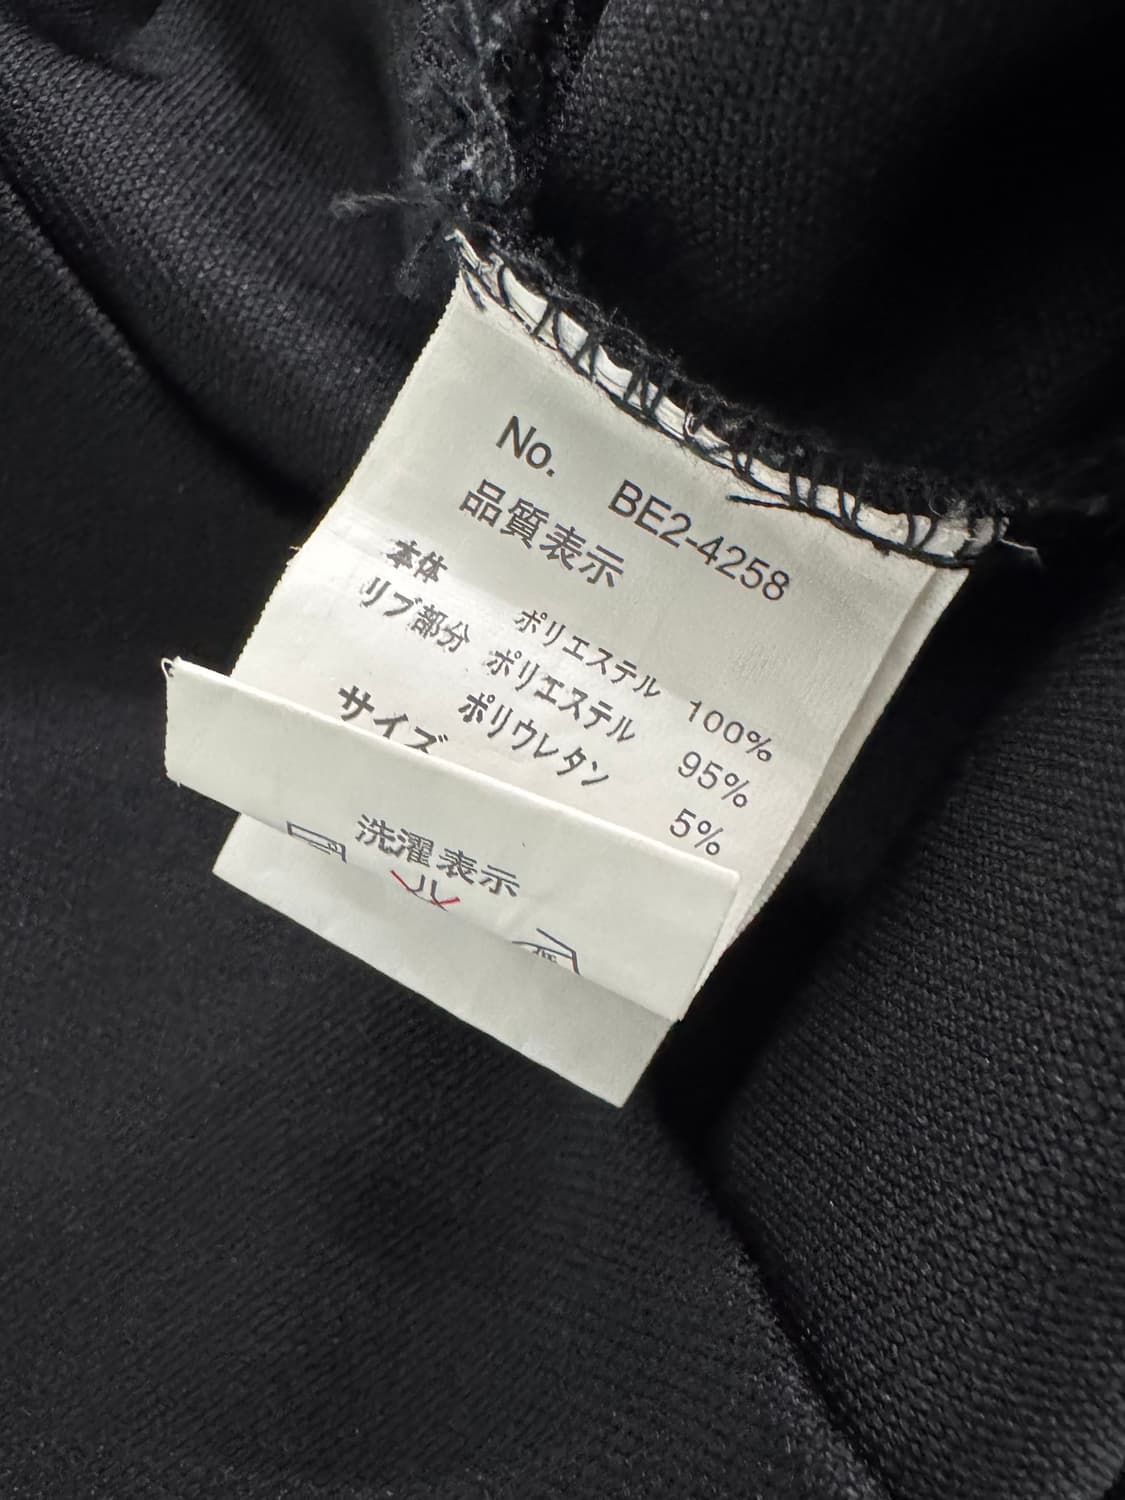 No. BE2-4258
品質表示
本体 ポリエステル 100%
リブ部分 ポリエステル 95%
ポリウレタン 5%
サイズ
洗濯表示